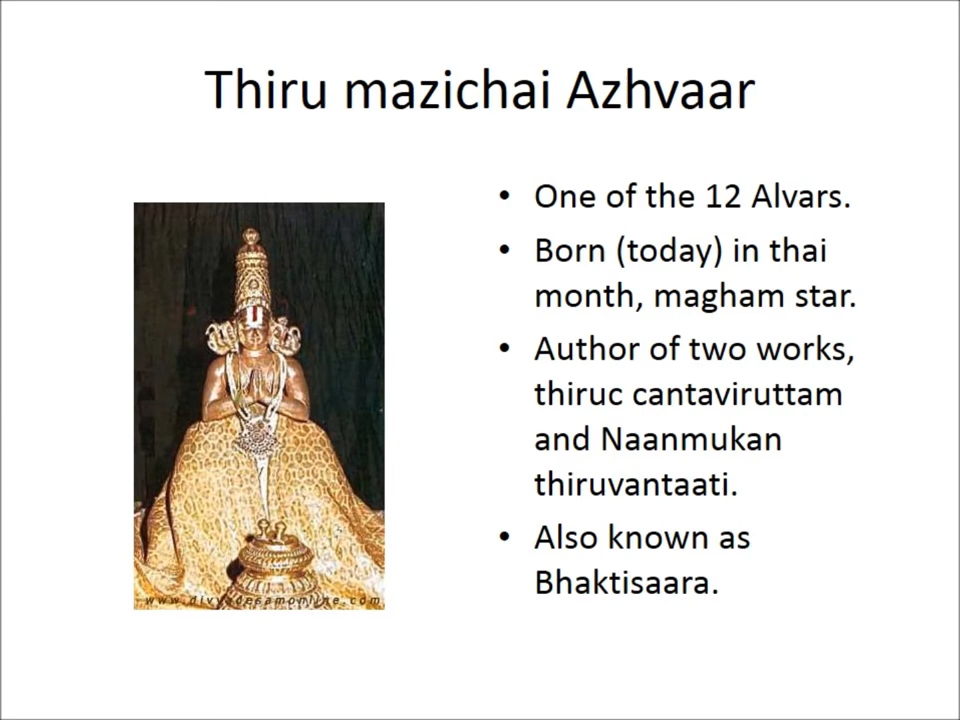 Thiru mazichai Azhvaar
• One of the 12 Alvars.
• Born (today) in thai
month, magham star.
• Author of two works,
thiruc cantaviruttam
and Naanmukan
thiruvantaati.
• Also known as
Bhaktisaara.
www.divyadesamonline.com